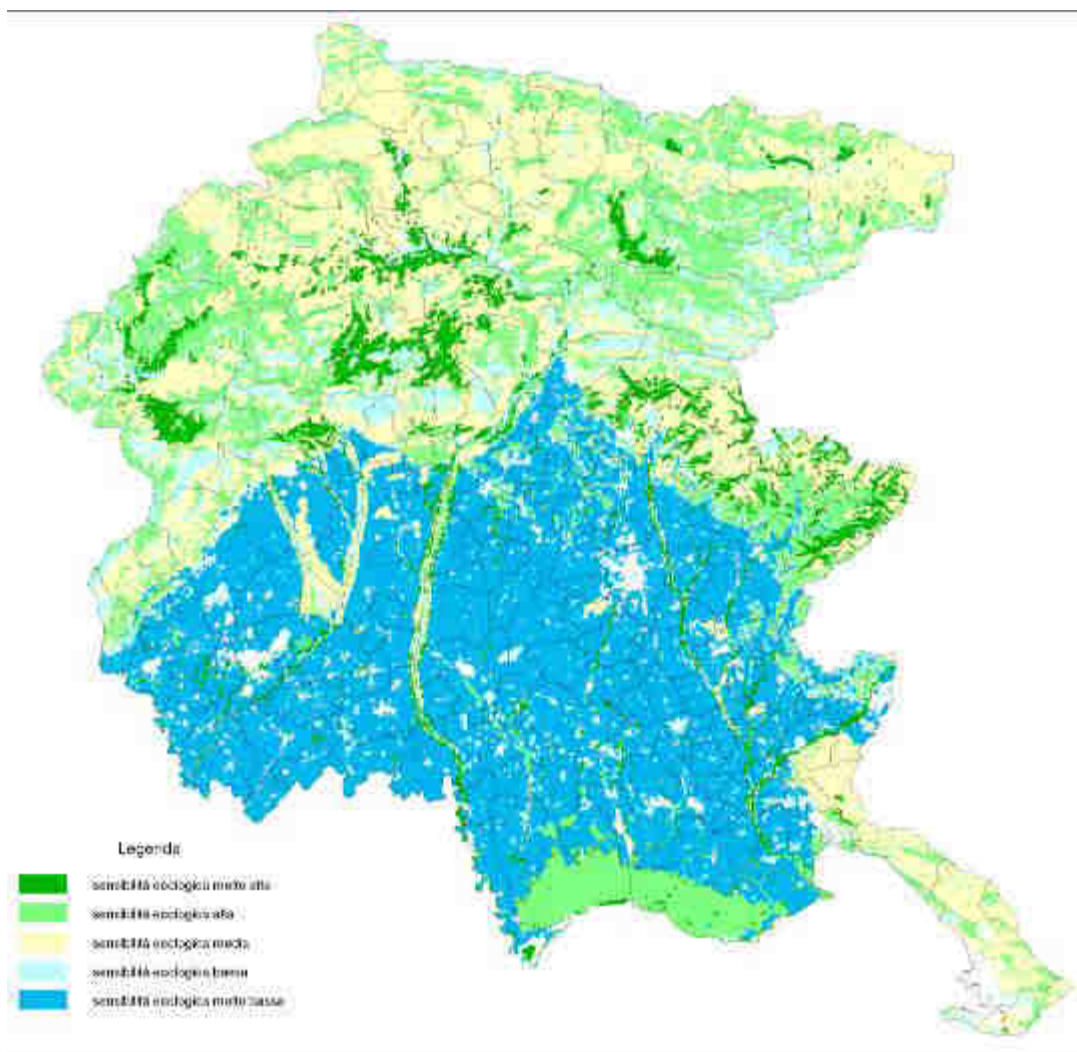 Legenda
sensibilità ecologica molto alta
sensibilità ecologica alta
sensibilità ecologica media
sensibilità ecologica bassa
sensibilità ecologica molto bassa